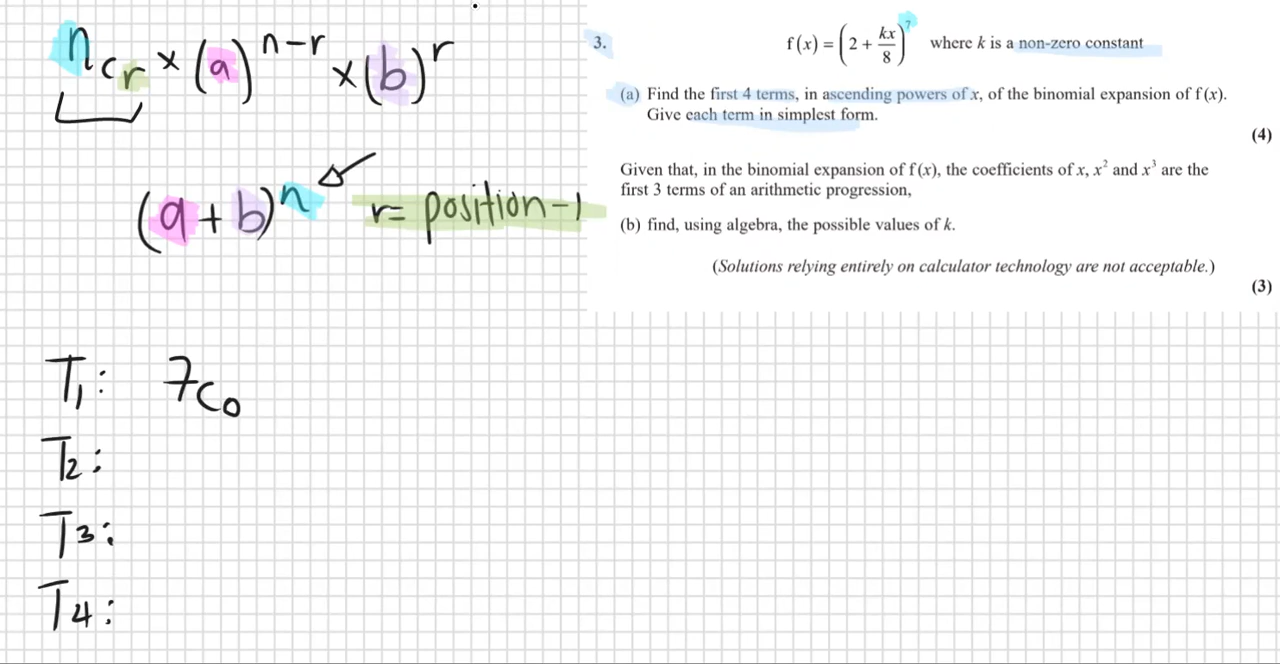 nCr × (a)^{n-r} × (b)^r
(a + b)^n r = position - 1
T1: 7C0
T2:
T3:
T4:
3. f(x) = (2 + kx/8)^7 where k is a non-zero constant
(a) Find the first 4 terms, in ascending powers of x, of the binomial expansion of f(x).
Give each term in simplest form.
(4)
Given that, in the binomial expansion of f(x), the coefficients of x, x² and x³ are the
first 3 terms of an arithmetic progression,
(b) find, using algebra, the possible values of k.
(Solutions relying entirely on calculator technology are not acceptable.)
(3)